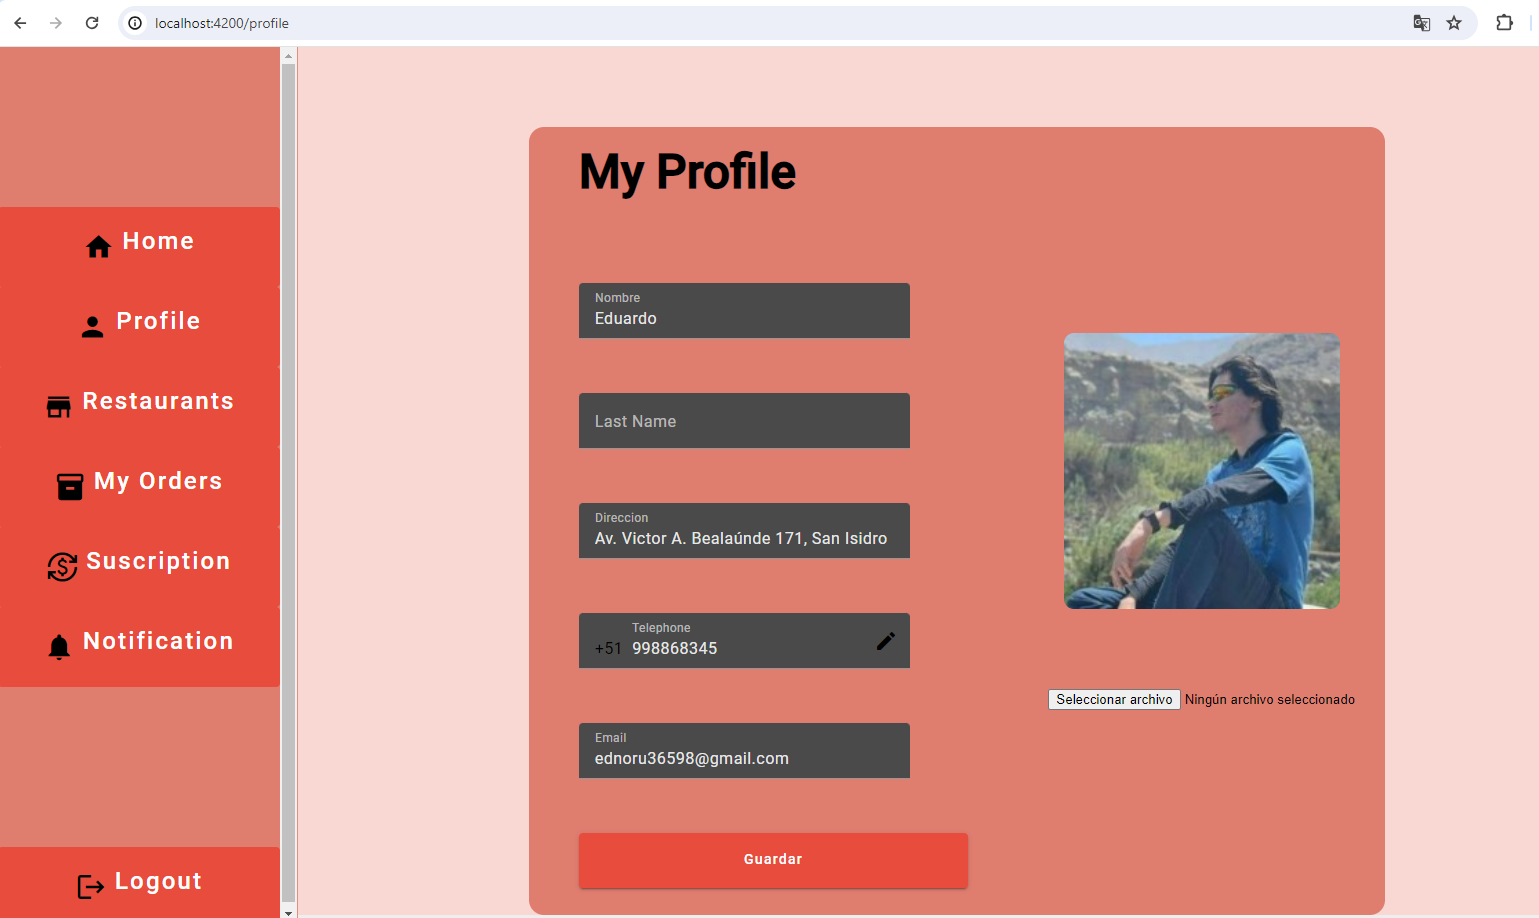 localhost:4200/profile
Home
Profile
Restaurants
My Orders
Suscription
Notification
Logout
My Profile
Nombre
Eduardo
Last Name
Direccion
Av. Victor A. Bealaúnde 171, San Isidro
Telephone
+51 998868345
Email
ednoru36598@gmail.com
Guardar
Seleccionar archivo Ningún archivo seleccionado